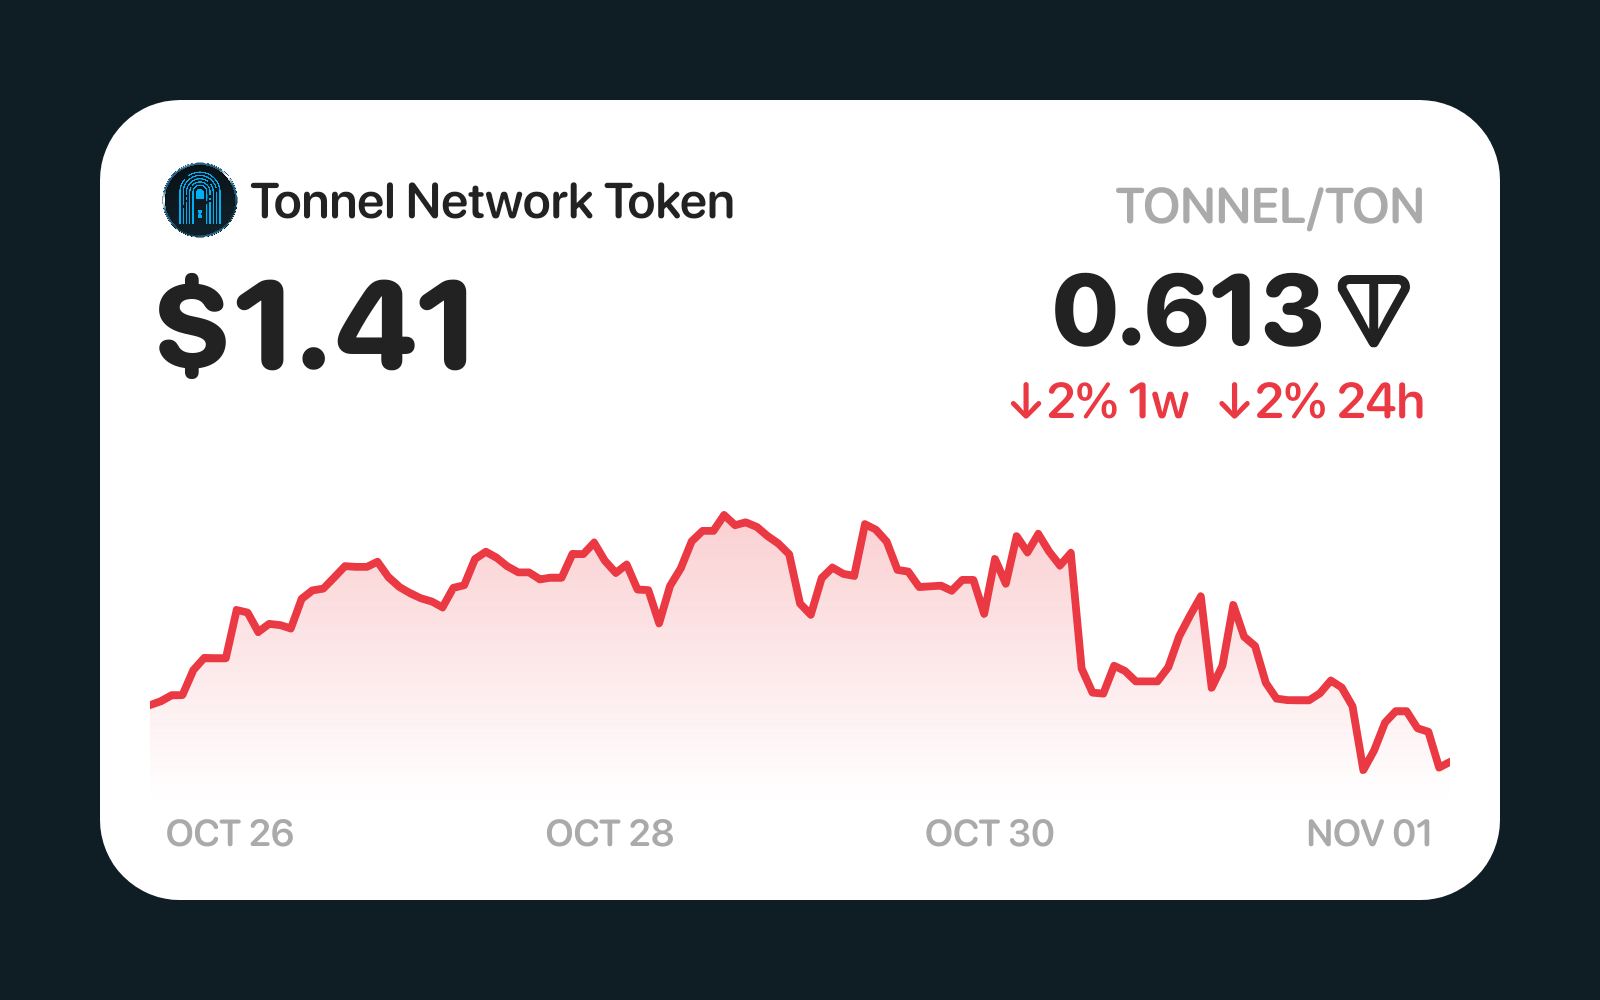 Tonnel Network Token
TONNEL/TON
$1.41
0.613
↓2% 1w ↓2% 24h
OCT 26
OCT 28
OCT 30
NOV 01